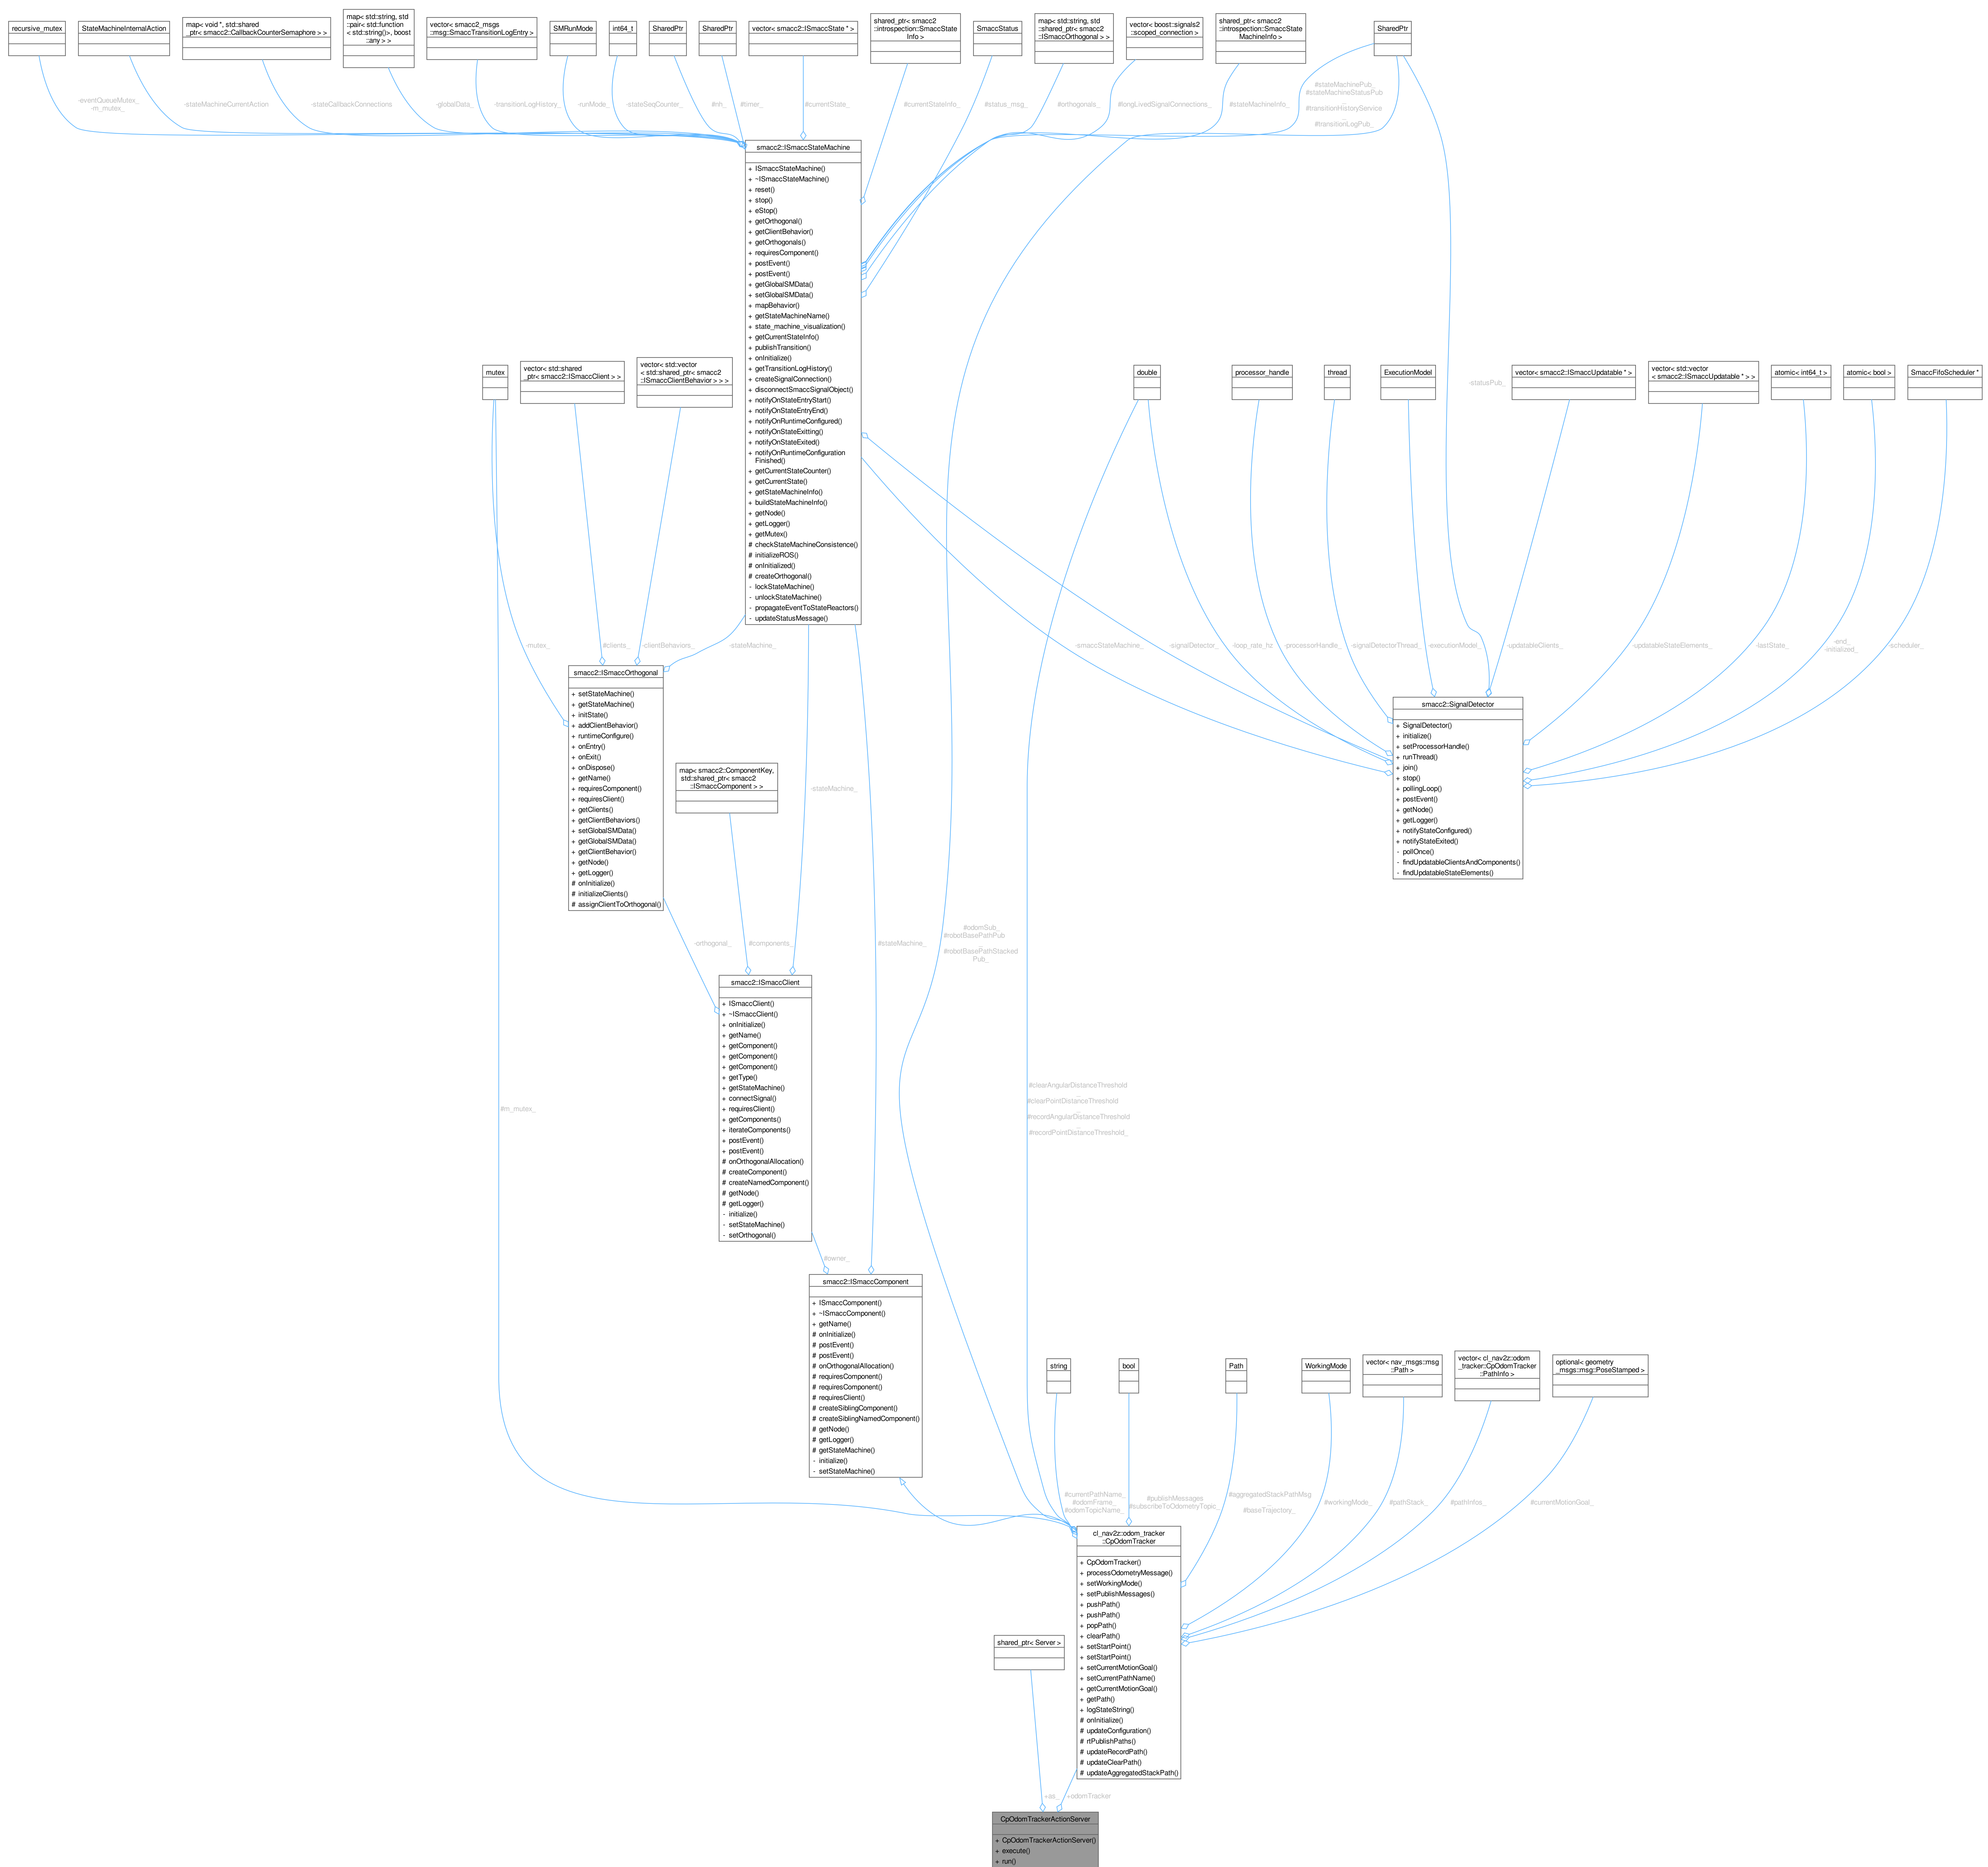 recursive_mutex
StateMachineInternalAction
map< void *, std::shared
_ptr< smacc2::CallbackCounterSemaphore > >
map< std::string, std
::pair< std::function
< std::string()>, boost
::any > >
vector< smacc2_msgs
::msg::SmaccTransitionLogEntry >
SMRunMode
int64_t
SharedPtr
SharedPtr
vector< smacc2::ISmaccState * >
shared_ptr< smacc2
::introspection::SmaccState
Info >
SmaccStatus
map< std::string, std
::shared_ptr< smacc2
::ISmaccOrthogonal > >
vector< boost::signals2
::scoped_connection >
shared_ptr< smacc2
::introspection::SmaccState
MachineInfo >
SharedPtr
-eventQueueMutex_
-m_mutex_
-stateMachineCurrentAction
-stateCallbackConnections
-globalData_
-transitionLogHistory_
-runMode_
-stateSeqCounter_
#nh_
#timer_
#currentState_
#currentStateInfo_
#status_msg_
#orthogonals_
#longLivedSignalConnections_
#stateMachineInfo_
#stateMachinePub_
#stateMachineStatusPub
_
#transitionHistoryService
_
#transitionLogPub_
smacc2::ISmaccStateMachine
+ ISmaccStateMachine()
+ ~ISmaccStateMachine()
+ reset()
+ stop()
+ eStop()
+ getOrthogonal()
+ getClientBehavior()
+ getOrthogonals()
+ requiresComponent()
+ postEvent()
+ postEvent()
+ getGlobalSMData()
+ setGlobalSMData()
+ mapBehavior()
+ getStateMachineName()
+ state_machine_visualization()
+ getCurrentStateInfo()
+ publishTransition()
+ onInitialize()
+ getTransitionLogHistory()
+ createSignalConnection()
+ disconnectSmaccSignalObject()
+ notifyOnStateEntryStart()
+ notifyOnStateEntryEnd()
+ notifyOnRuntimeConfigured()
+ notifyOnStateExitting()
+ notifyOnStateExited()
+ notifyOnRuntimeConfiguration
Finished()
+ getCurrentStateCounter()
+ getCurrentState()
+ getStateMachineInfo()
+ buildStateMachineInfo()
+ getNode()
+ getLogger()
+ getMutex()
# checkStateMachineConsistence()
# initializeROS()
# onInitialized()
# createOrthogonal()
- lockStateMachine()
- unlockStateMachine()
- propagateEventToStateReactors()
- updateStatusMessage()
mutex
vector< std::shared
_ptr< smacc2::ISmaccClient > >
vector< std::vector
< std::shared_ptr< smacc2
::ISmaccClientBehavior > > >
double
processor_handle
thread
ExecutionModel
-statusPub_
vector< smacc2::ISmaccUpdatable * >
vector< std::vector
< smacc2::ISmaccUpdatable * > >
atomic< int64_t >
atomic< bool >
SmaccFifoScheduler *
-mutex_
#clients_
-clientBehaviors_
-stateMachine_
-smaccStateMachine_
-signalDetector_
-loop_rate_hz
-processorHandle_
-signalDetectorThread_
-executionModel_
-updatableClients_
-updatableStateElements_
-lastState_
-end_
-initialized_
-scheduler_
smacc2::ISmaccOrthogonal
+ setStateMachine()
+ getStateMachine()
+ initState()
+ addClientBehavior()
+ runtimeConfigure()
+ onEntry()
+ onExit()
+ onDispose()
+ getName()
+ requiresComponent()
+ requiresClient()
+ getClients()
+ getClientBehaviors()
+ setGlobalSMData()
+ getGlobalSMData()
+ getClientBehavior()
+ getNode()
+ getLogger()
# onInitialize()
# initializeClients()
# assignClientToOrthogonal()
smacc2::SignalDetector
+ SignalDetector()
+ initialize()
+ setProcessorHandle()
+ runThread()
+ join()
+ stop()
+ pollingLoop()
+ postEvent()
+ getNode()
+ getLogger()
+ notifyStateConfigured()
+ notifyStateExited()
- pollOnce()
- findUpdatableClientsAndComponents()
- findUpdatableStateElements()
map< smacc2::ComponentKey,
std::shared_ptr< smacc2
::ISmaccComponent > >
-stateMachine_
-orthogonal_
#components_
#stateMachine_
#odomSub_
#robotBasePathPub
_
#robotBasePathStacked
Pub_
smacc2::ISmaccClient
+ ISmaccClient()
+ ~ISmaccClient()
+ onInitialize()
+ getName()
+ getComponent()
+ getComponent()
+ getComponent()
+ getType()
+ getStateMachine()
+ connectSignal()
+ requiresClient()
+ getComponents()
+ iterateComponents()
+ postEvent()
+ postEvent()
# onOrthogonalAllocation()
# createComponent()
# createNamedComponent()
# getNode()
# getLogger()
- initialize()
- setStateMachine()
- setOrthogonal()
#m_mutex_
#clearAngularDistanceThreshold
_
#clearPointDistanceThreshold
_
#recordAngularDistanceThreshold
_
#recordPointDistanceThreshold_
#owner_
smacc2::ISmaccComponent
+ ISmaccComponent()
+ ~ISmaccComponent()
+ getName()
# onInitialize()
# postEvent()
# postEvent()
# onOrthogonalAllocation()
# requiresComponent()
# requiresComponent()
# requiresClient()
# createSiblingComponent()
# createSiblingNamedComponent()
# getNode()
# getLogger()
# getStateMachine()
- initialize()
- setStateMachine()
string
bool
Path
WorkingMode
vector< nav_msgs::msg
::Path >
vector< cl_nav2z::odom
_tracker::CpOdomTracker
::PathInfo >
optional< geometry
_msgs::msg::PoseStamped >
#currentPathName_
#odomFrame_
#odomTopicName_
#publishMessages
#subscribeToOdometryTopic_
#aggregatedStackPathMsg
_
#baseTrajectory_
#workingMode_
#pathStack_
#pathInfos_
#currentMotionGoal_
cl_nav2z::odom_tracker
::CpOdomTracker
+ CpOdomTracker()
+ processOdometryMessage()
+ setWorkingMode()
+ setPublishMessages()
+ pushPath()
+ pushPath()
+ popPath()
+ clearPath()
+ setStartPoint()
+ setStartPoint()
+ setCurrentMotionGoal()
+ setCurrentPathName()
+ getCurrentMotionGoal()
+ getPath()
+ logStateString()
# onInitialize()
# updateConfiguration()
# rtPublishPaths()
# updateRecordPath()
# updateClearPath()
# updateAggregatedStackPath()
shared_ptr< Server >
+as_
+odomTracker
CpOdomTrackerActionServer
+ CpOdomTrackerActionServer()
+ execute()
+ run()